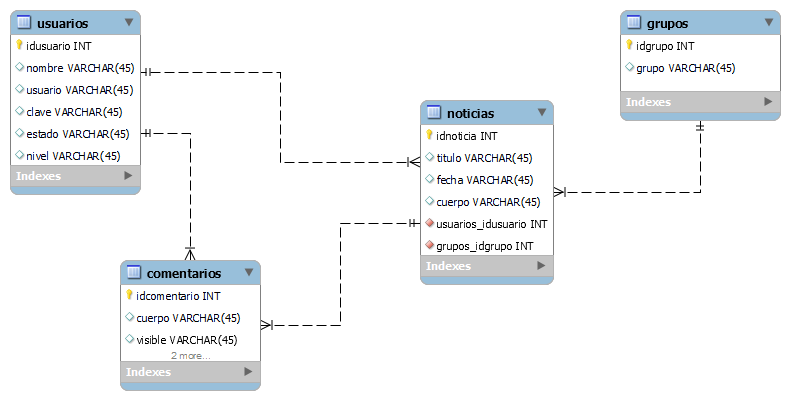 usuarios
idusuario INT
nombre VARCHAR(45)
usuario VARCHAR(45)
clave VARCHAR(45)
estado VARCHAR(45)
nivel VARCHAR(45)
Indexes
grupos
idgrupo INT
grupo VARCHAR(45)
Indexes
noticias
idnoticia INT
titulo VARCHAR(45)
fecha VARCHAR(45)
cuerpo VARCHAR(45)
usuarios_idusuario INT
grupos_idgrupo INT
Indexes
comentarios
idcomentario INT
cuerpo VARCHAR(45)
visible VARCHAR(45)
2 more...
Indexes